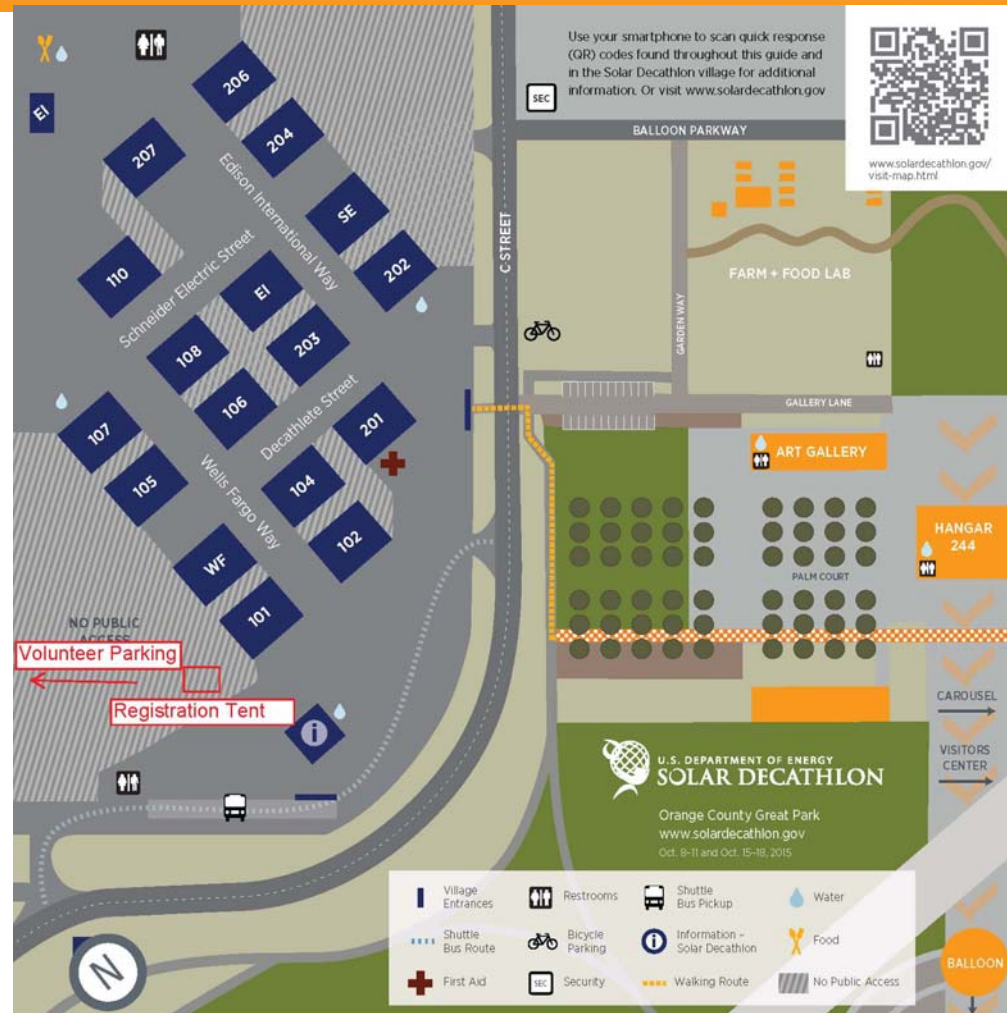 Use your smartphone to scan quick response
(QR) codes found throughout this guide and
in the Solar Decathlon village for additional
information. Or visit www.solardecathlon.gov
www.solardecathlon.gov/
visit-map.html
SEC
BALLOON PARKWAY
EI
206
204
207
Edison International Way
SE
202
110
Schneider Electric Street
EI
108
203
106
Decathlete Street
201
107
105
Wells Fargo Way
104
102
WF
101
C STREET
FARM + FOOD LAB
GARDEN WAY
GALLERY LANE
ART GALLERY
HANGAR
244
PALM COURT
NO PUBLIC
ACCESS
Volunteer Parking
Registration Tent
i
CAROUSEL
VISITORS
CENTER
U.S. DEPARTMENT OF ENERGY
SOLAR DECATHLON
Orange County Great Park
www.solardecathlon.gov
Oct. 8-11 and Oct. 15-18, 2015
Village
Entrances
Restrooms
Shuttle
Bus Pickup
Water
Shuttle
Bus Route
Bicycle
Parking
i
Information –
Solar Decathlon
Food
First Aid
SEC
Security
Walking Route
No Public Access
N
BALLOON